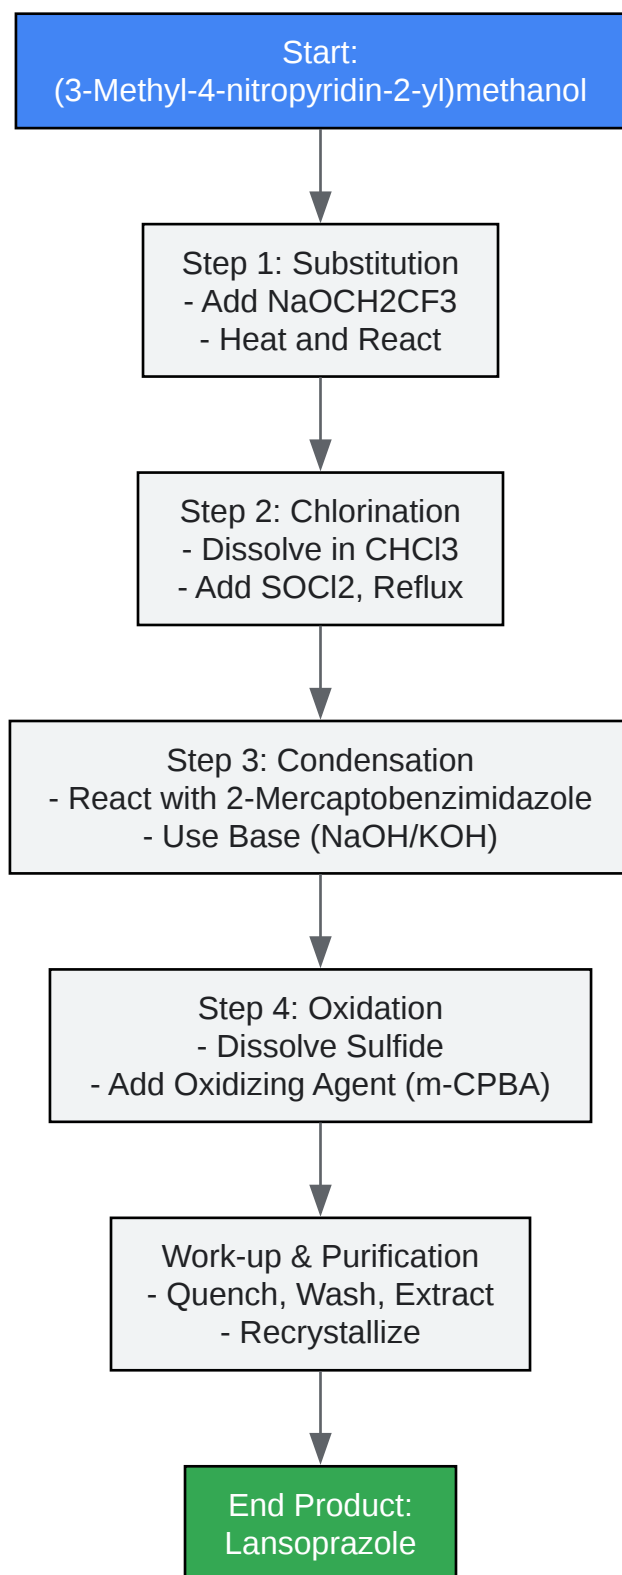 Start:
(3-Methyl-4-nitropyridin-2-yl)methanol
Step 1: Substitution
- Add NaOCH2CF3
- Heat and React
Step 2: Chlorination
- Dissolve in CHCl3
- Add SOCl2, Reflux
Step 3: Condensation
- React with 2-Mercaptobenzimidazole
- Use Base (NaOH/KOH)
Step 4: Oxidation
- Dissolve Sulfide
- Add Oxidizing Agent (m-CPBA)
Work-up & Purification
- Quench, Wash, Extract
- Recrystallize
End Product:
Lansoprazole